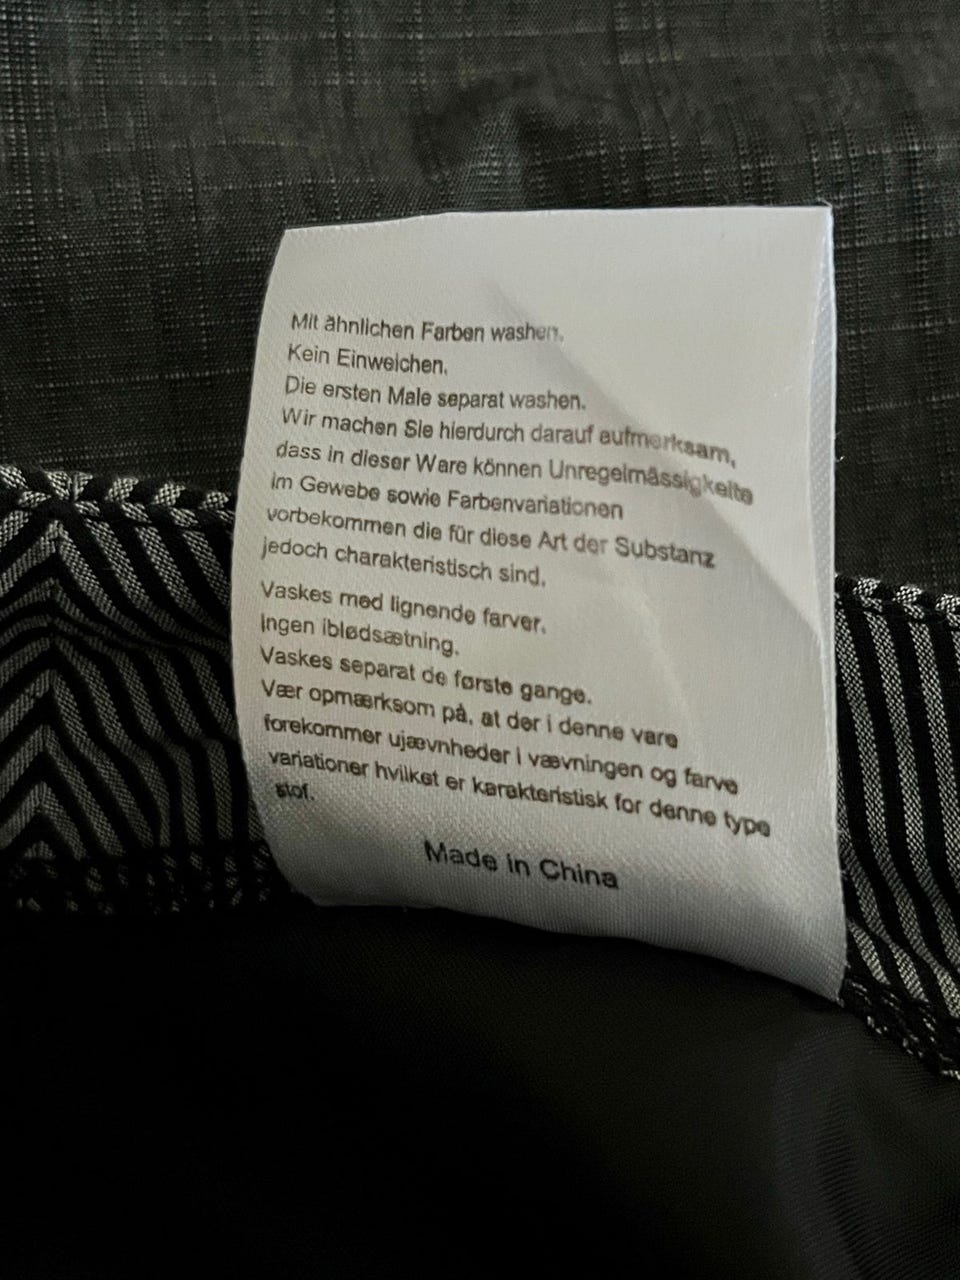 Mit ähnlichen Farben washen.
Kein Einweichen.
Die ersten Male separat washen.
Wir machen Sie hierdurch darauf aufmerksam,
dass in dieser Ware können Unregelmässigkeite
im Gewebe sowie Farbenvariationen
vorbekommen die für diese Art der Substanz
jedoch charakteristisch sind.
Vaskes med lignende farver.
Ingen iblødsætning.
Vaskes separat de første gange.
Vær opmærksom på, at der i denne vare
forekommer ujævnheder i vævningen og farve
variationer hvilket er karakteristisk for denne type
stof.
Made in China